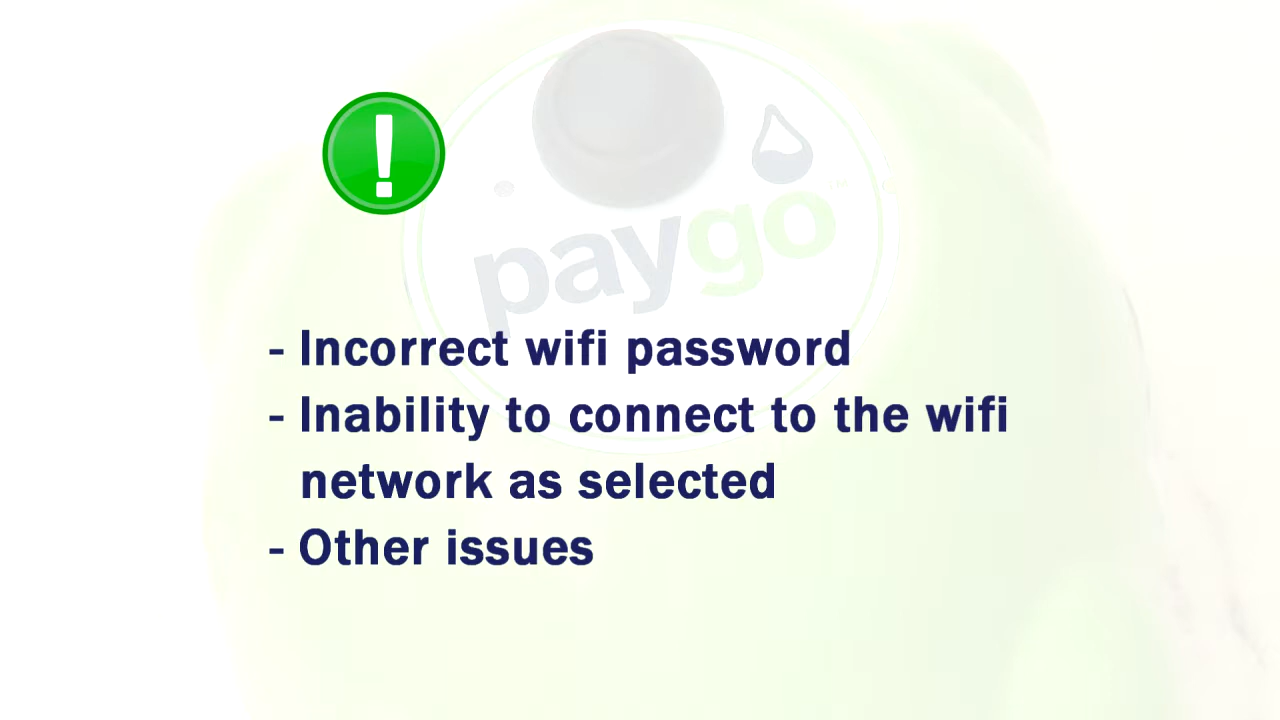 !
paygo
- Incorrect wifi password
- Inability to connect to the wifi
network as selected
- Other issues